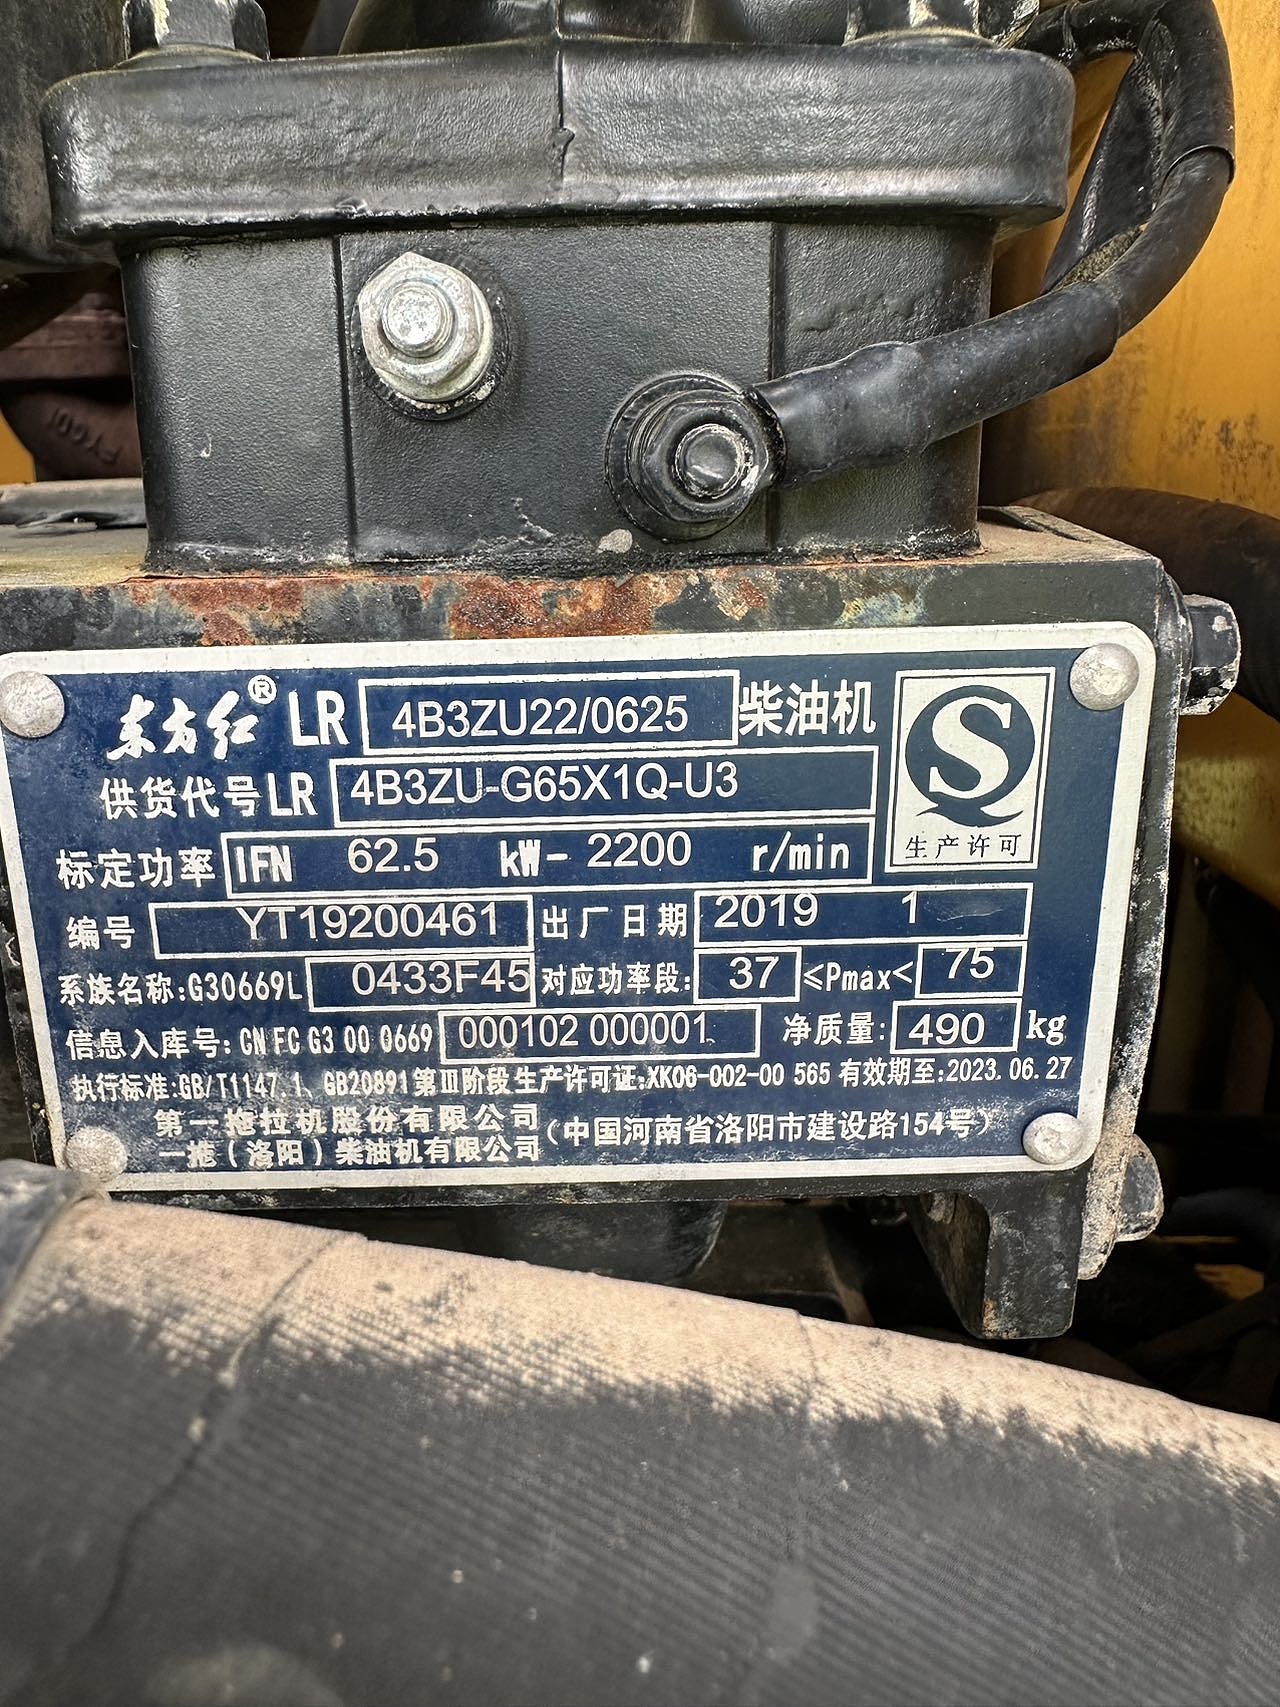 东方红® LR 4B3ZU22/0625 柴油机
供货代号LR 4B3ZU-G65X1Q-U3
标定功率 IFN 62.5 kW- 2200 r/min
生产许可
编号 YT19200461 出厂日期 2019 1
系族名称:G30669L 0433F45 对应功率段: 37 ≤Pmax< 75
信息入库号: CN FC G3 00 0669 000102 000001 净质量: 490 kg
执行标准:GB/T1147.1、GB20891第Ⅲ阶段 生产许可证:XK06-002-00 565 有效期至:2023.06.27
第一拖拉机股份有限公司
一拖(洛阳)柴油机有限公司 (中国河南省洛阳市建设路154号)